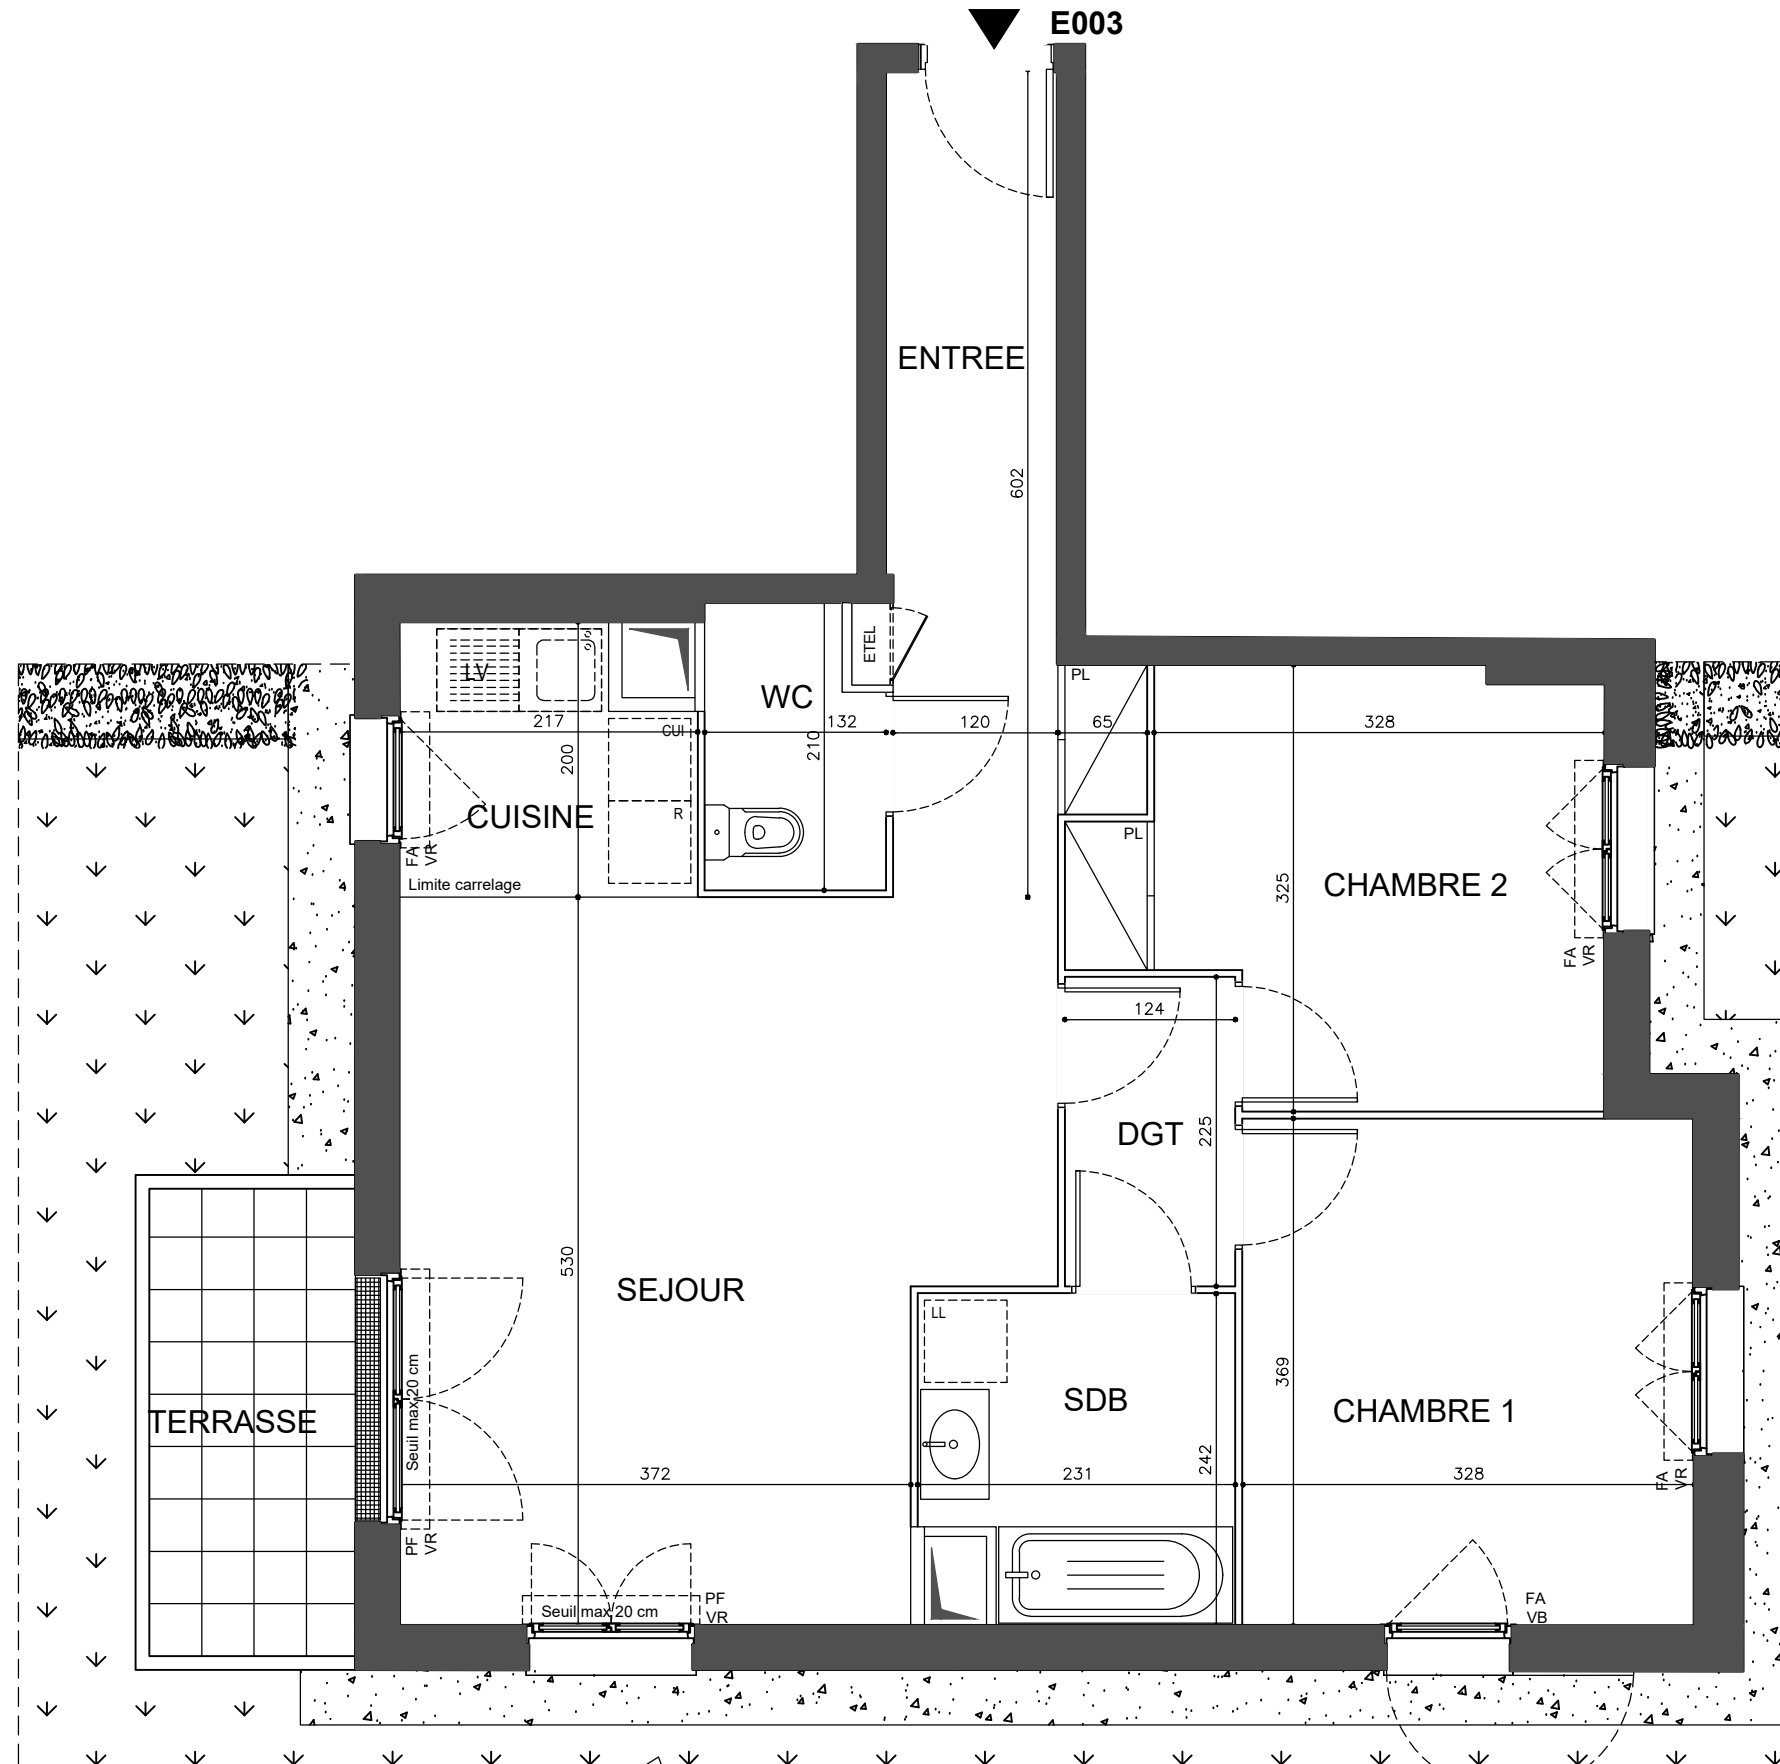 E003
ENTREE
602
ETEL
LV
WC
PL
217
CUI
132
120
65
328
200
210
CUISINE
R
PL
FA
VR
Limite carrelage
325
CHAMBRE 2
FA
VR
124
DGT
225
530
SEJOUR
LL
369
Seuil max 20 cm
SDB
CHAMBRE 1
TERRASSE
372
231
242
328
FA
VR
PF
VR
Seuil max 20 cm
PF
VR
FA
VB